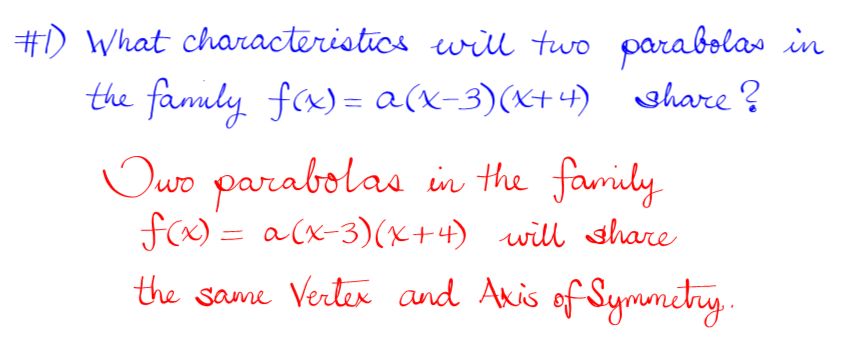 #1) What characteristics will two parabolas in
the family f(x) = a(x-3)(x+4) share?
Two parabolas in the family
f(x) = a(x-3)(x+4) will share
the same Vertex and Axis of Symmetry.